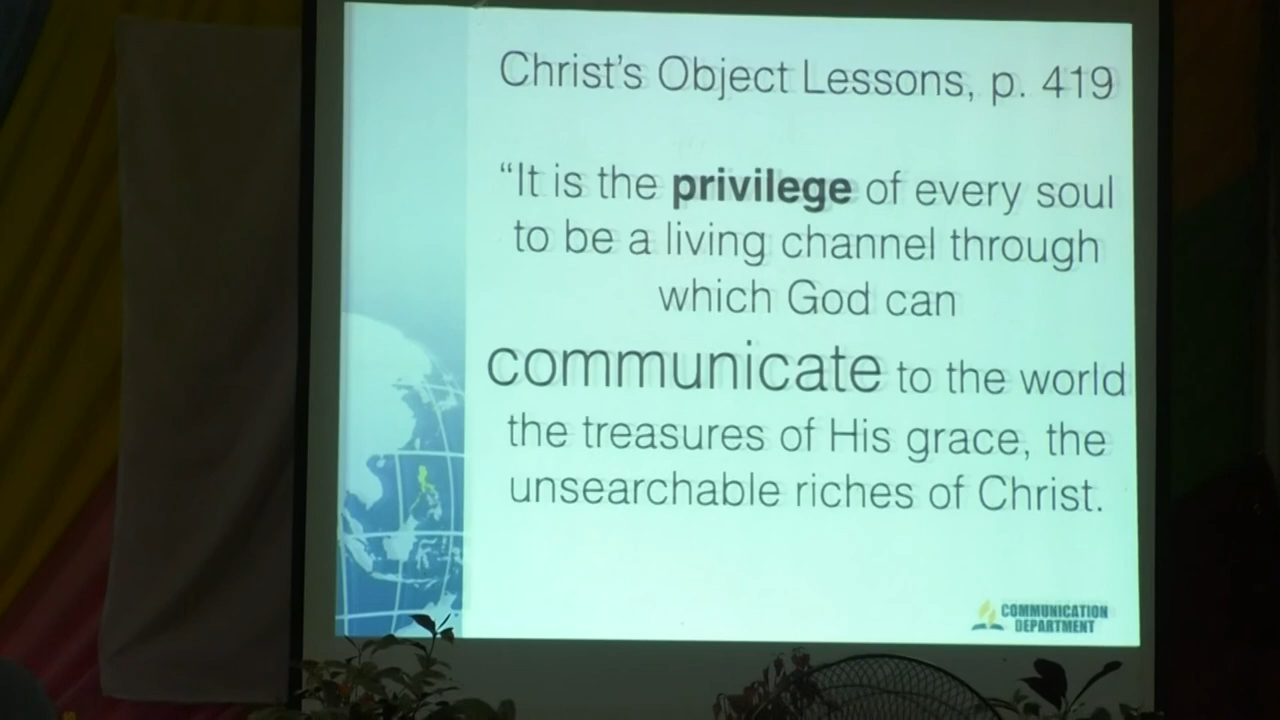 Christ's Object Lessons, p. 419
“It is the privilege of every soul
to be a living channel through
which God can
communicate to the world
the treasures of His grace, the
unsearchable riches of Christ.
COMMUNICATION
DEPARTMENT